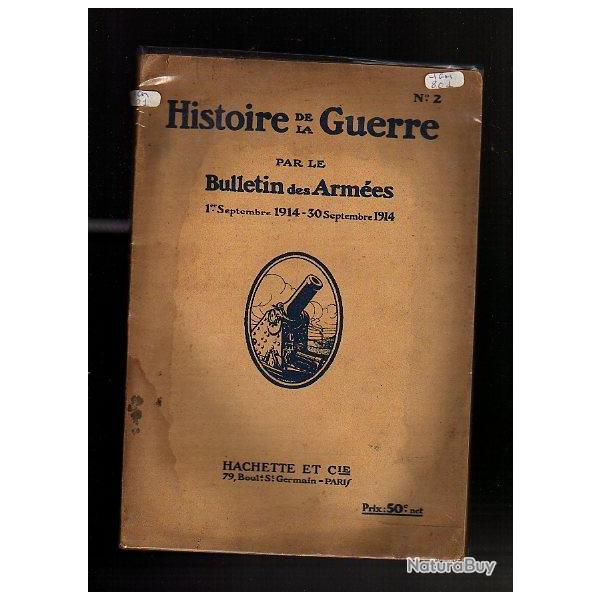 N° 2
Histoire DE LA Guerre
PAR LE
Bulletin des Armées
1er Septembre 1914 - 30 Septembre 1914
HACHETTE ET CIE
79, Boult St Germain - PARIS
Prix : 50c net
NaturaBuy